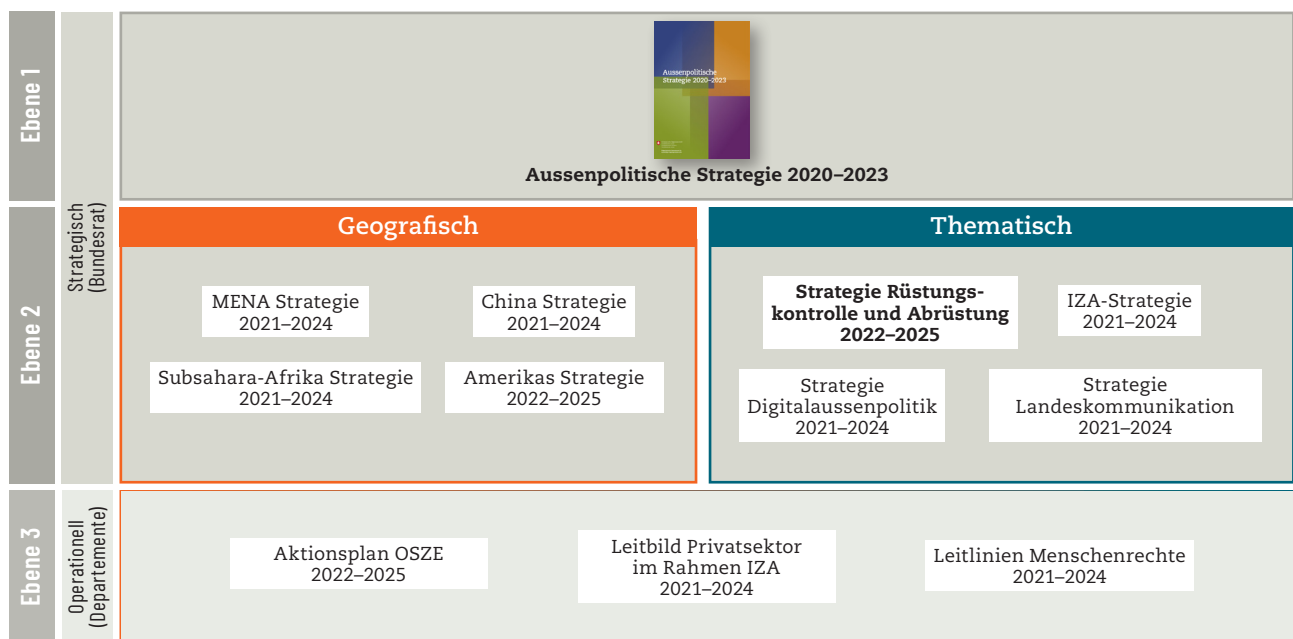 Ebene 1
Strategisch
(Bundesrat)
Aussenpolitische
Strategie 2020–2023
Aussenpolitische Strategie 2020–2023
Ebene 2
Geografisch
MENA Strategie
2021–2024
China Strategie
2021–2024
Subsahara-Afrika Strategie
2021–2024
Amerikas Strategie
2022–2025
Thematisch
Strategie Rüstungs-
kontrolle und Abrüstung
2022–2025
IZA-Strategie
2021–2024
Strategie
Digitalaussenpolitik
2021–2024
Strategie
Landeskommunikation
2021–2024
Ebene 3
Operationell
(Departemente)
Aktionsplan OSZE
2022–2025
Leitbild Privatsektor
im Rahmen IZA
2021–2024
Leitlinien Menschenrechte
2021–2024